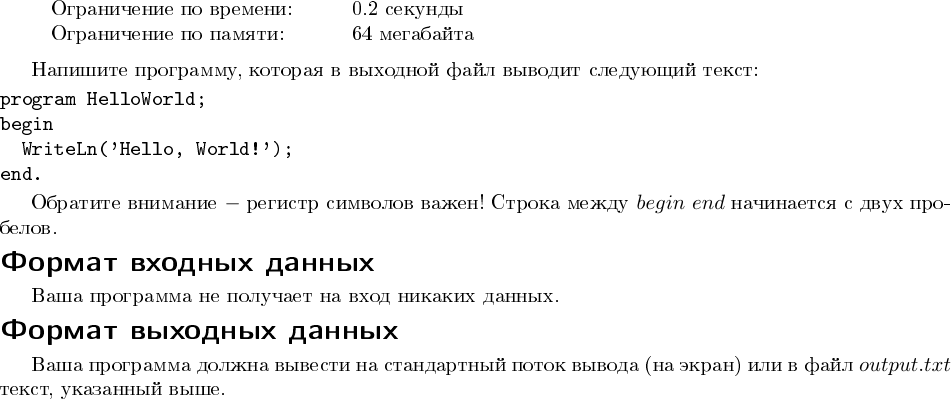 Ограничение по времени: 0.2 секунды
Ограничение по памяти: 64 мегабайта
Напишите программу, которая в выходной файл выводит следующий текст:
program HelloWorld;
begin
  WriteLn('Hello, World!');
end.
Обратите внимание – регистр символов важен! Строка между begin end начинается с двух про-
белов.
Формат входных данных
Ваша программа не получает на вход никаких данных.
Формат выходных данных
Ваша программа должна вывести на стандартный поток вывода (на экран) или в файл output.txt
текст, указанный выше.